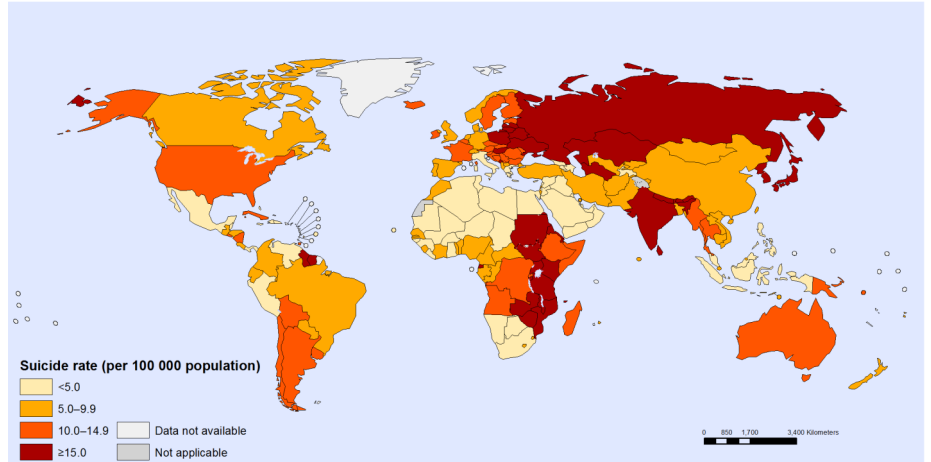 Suicide rate (per 100 000 population)
<5.0
5.0–9.9
10.0–14.9
≥15.0
Data not available
Not applicable
0 850 1,700 3,400 Kilometers